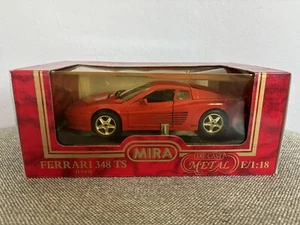 FERRARI 348 TS
MIRA
DIE-CAST
METAL
E/1:18